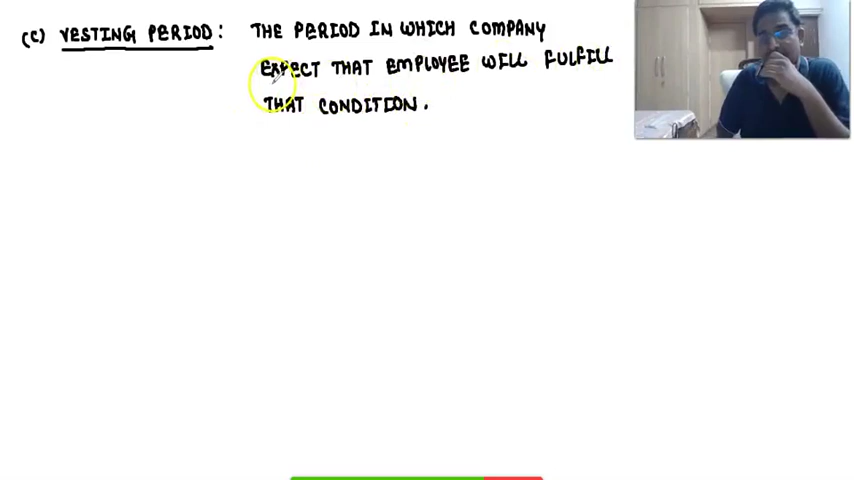 (C) VESTING PERIOD : THE PERIOD IN WHICH COMPANY
EXPECT THAT EMPLOYEE WILL FULFILL
THAT CONDITION.